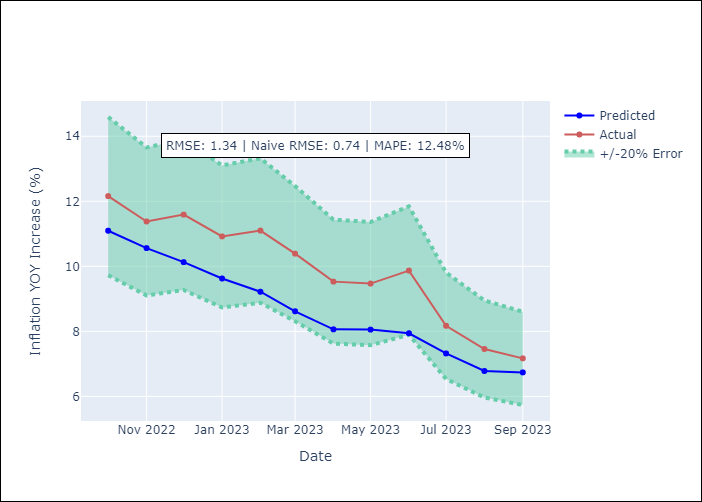 14
12
10
8
6
Inflation YOY Increase (%)
RMSE: 1.34 | Naive RMSE: 0.74 | MAPE: 12.48%
Predicted
Actual
+/-20% Error
Nov 2022
Jan 2023
Mar 2023
May 2023
Jul 2023
Sep 2023
Date